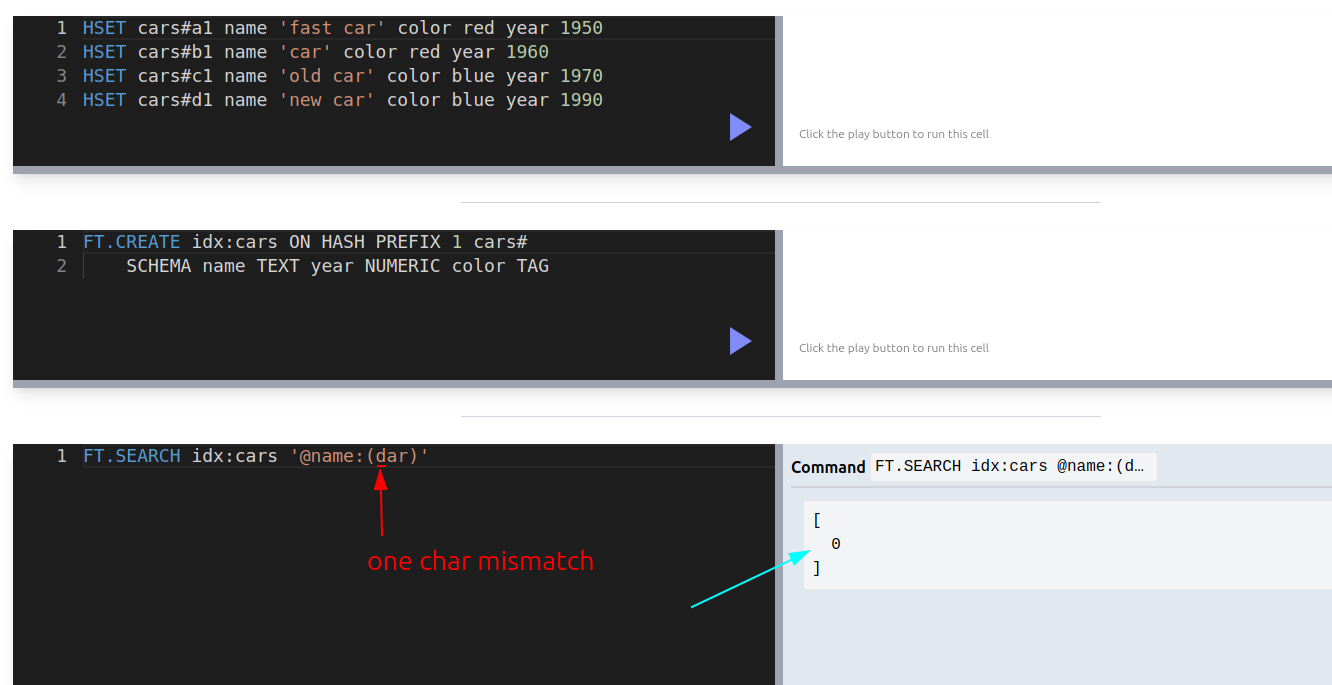 1 HSET cars#a1 name 'fast car' color red year 1950
2 HSET cars#b1 name 'car' color red year 1960
3 HSET cars#c1 name 'old car' color blue year 1970
4 HSET cars#d1 name 'new car' color blue year 1990
Click the play button to run this cell
1 FT.CREATE idx:cars ON HASH PREFIX 1 cars#
2 SCHEMA name TEXT year NUMERIC color TAG
Click the play button to run this cell
1 FT.SEARCH idx:cars '@name:(dar)'
one char mismatch
Command FT.SEARCH idx:cars @name:(d…
[
0
]